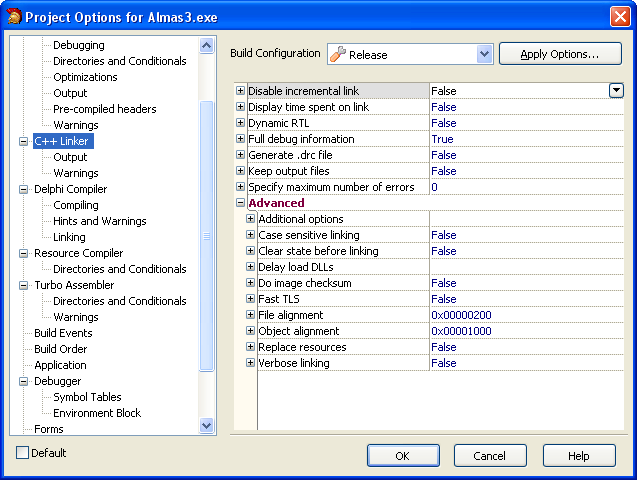 Project Options for Almas3.exe
Debugging
Directories and Conditionals
Optimizations
Output
Pre-compiled headers
Warnings
C++ Linker
Output
Warnings
Delphi Compiler
Compiling
Hints and Warnings
Linking
Resource Compiler
Directories and Conditionals
Turbo Assembler
Directories and Conditionals
Warnings
Build Events
Build Order
Application
Debugger
Symbol Tables
Environment Block
Forms
Default
Build Configuration Release Apply Options...
Disable incremental link False
Display time spent on link False
Dynamic RTL False
Full debug information True
Generate .drc file False
Keep output files False
Specify maximum number of errors 0
Advanced
Additional options
Case sensitive linking False
Clear state before linking False
Delay load DLLs
Do image checksum False
Fast TLS False
File alignment 0x00000200
Object alignment 0x00001000
Replace resources False
Verbose linking False
OK Cancel Help